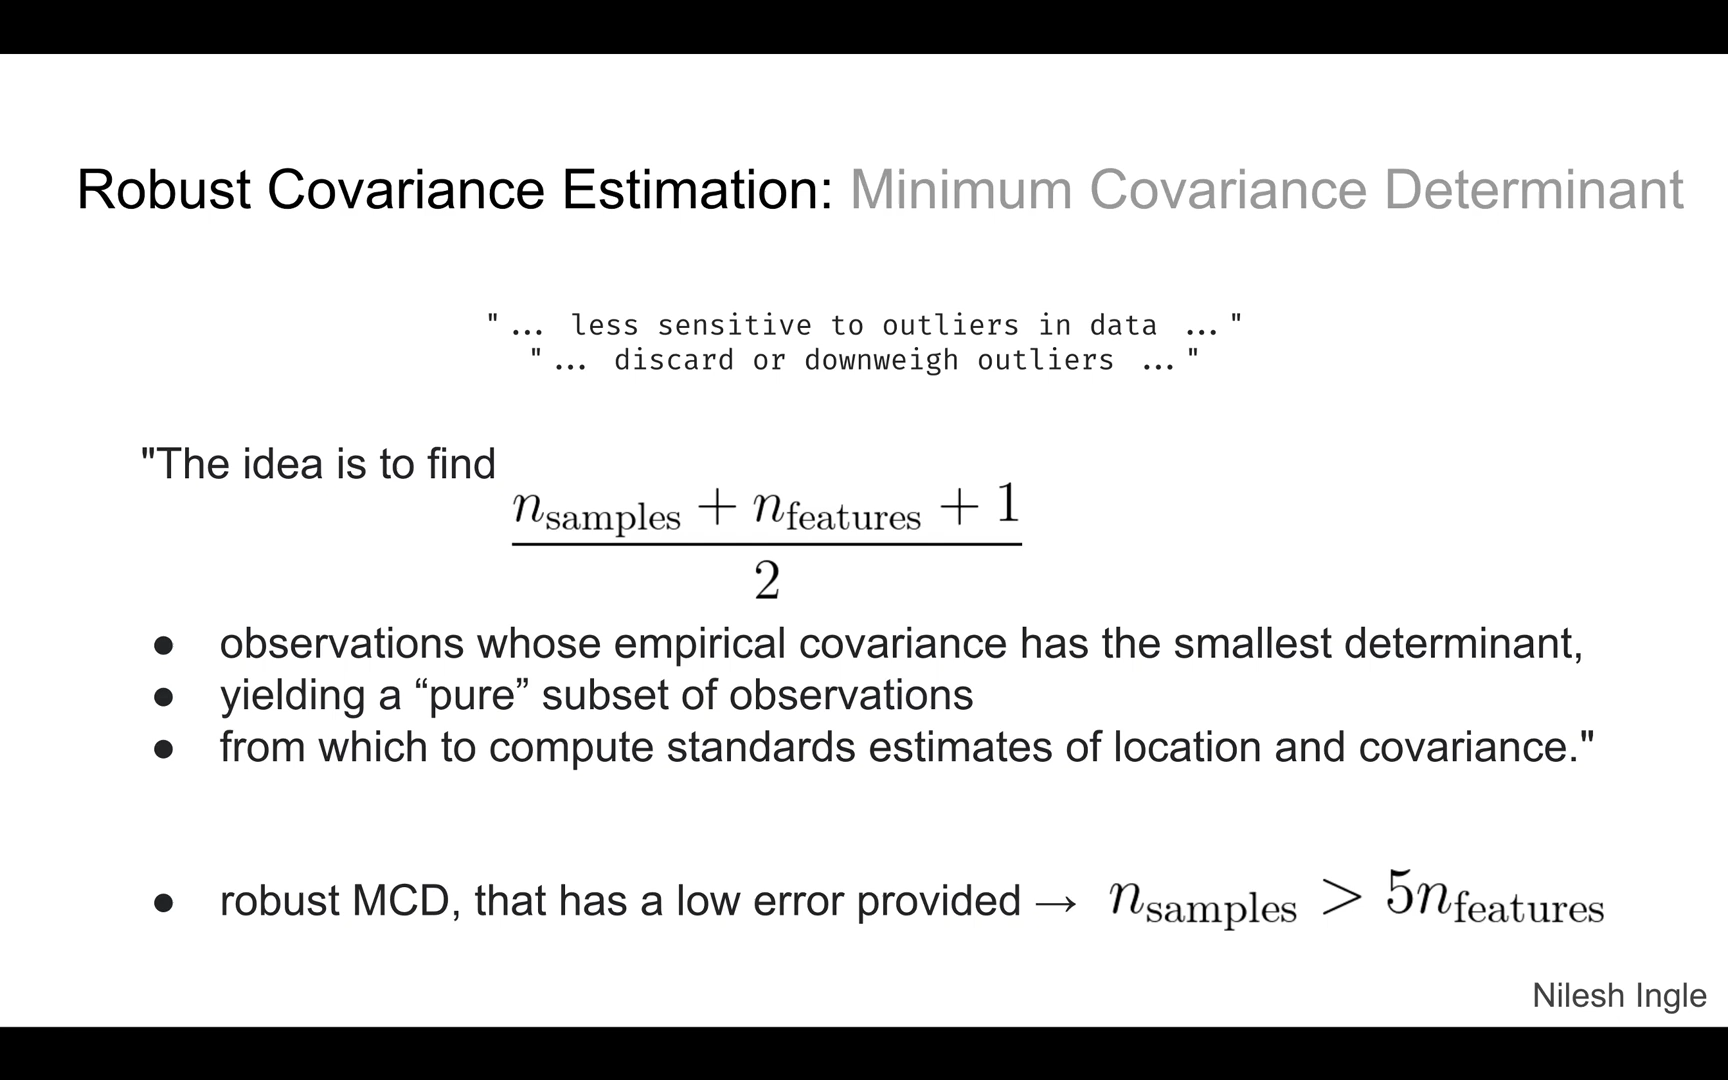 Robust Covariance Estimation: Minimum Covariance Determinant
"... less sensitive to outliers in data ..."
"... discard or downweigh outliers ..."
"The idea is to find
n_samples + n_features + 1
2
● observations whose empirical covariance has the smallest determinant,
● yielding a “pure” subset of observations
● from which to compute standards estimates of location and covariance."
● robust MCD, that has a low error provided → n_samples > 5n_features
Nilesh Ingle